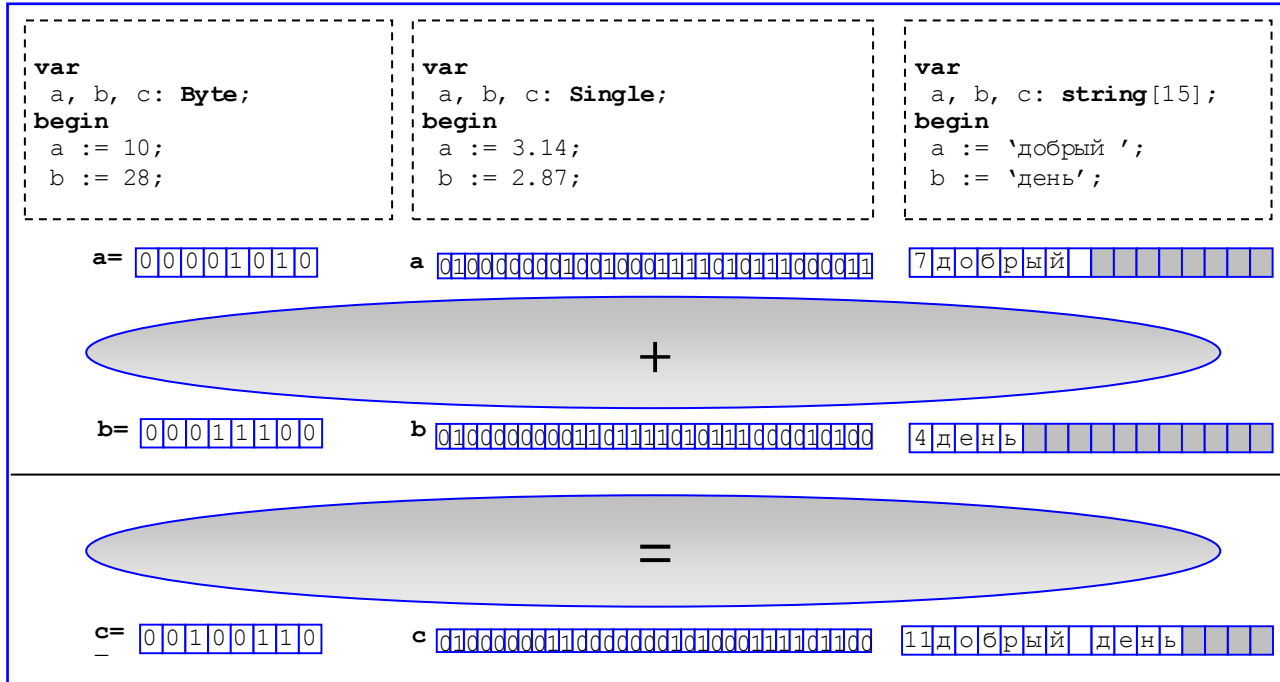 var
a, b, c: Byte;
begin
a := 10;
b := 28;
var
a, b, c: Single;
begin
a := 3.14;
b := 2.87;
var
a, b, c: string[15];
begin
a := ‘добрый ’;
b := ‘день’;
a= 00001010
a 01000000010010001111010111000011
7добрый
+
b= 00011100
b 01000000001101111010111000010100
4день
=
c= 00100110
c 01000000110000000101000111101100
11добрый день